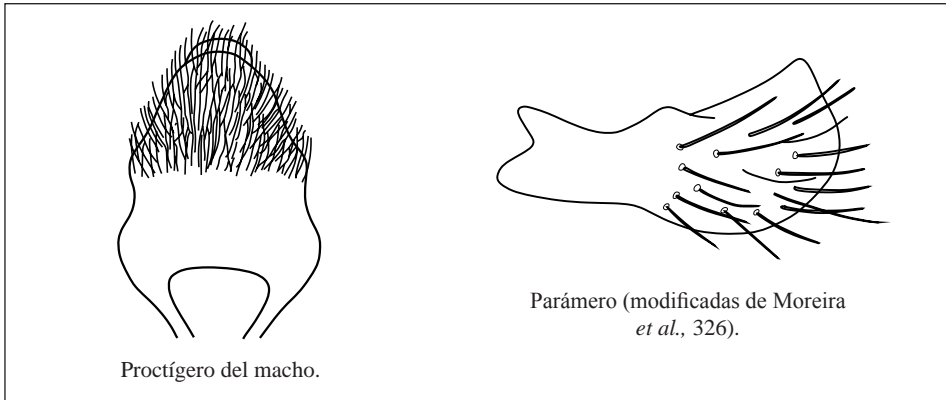 Proctígero del macho.
Parámero (modificadas de Moreira
et al., 326).